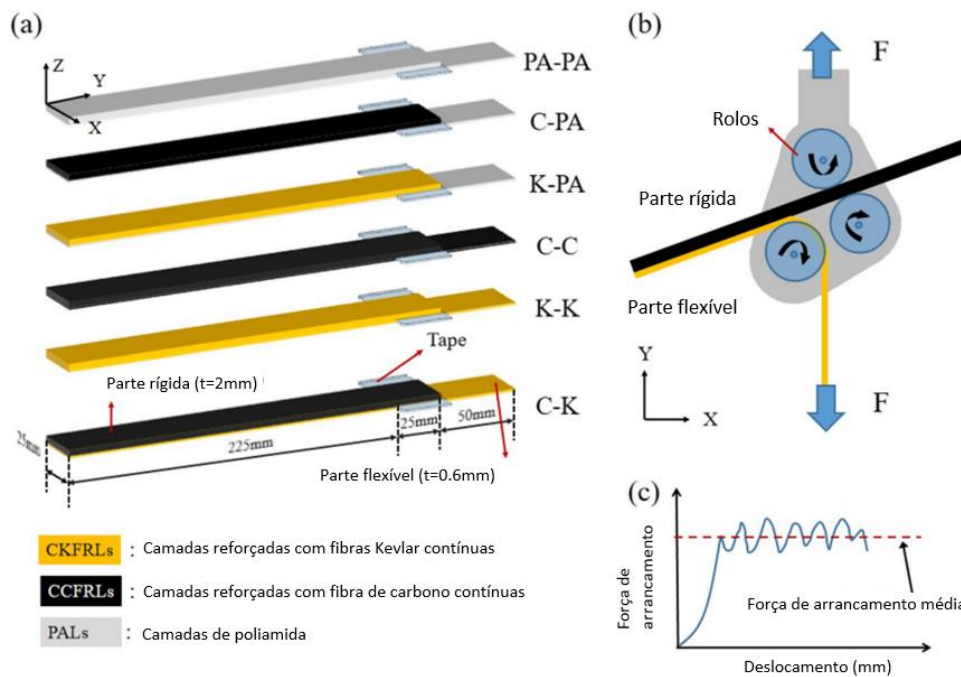 (a)
Z
Y
X
PA-PA
C-PA
K-PA
C-C
K-K
Tape
Parte rígida (t=2mm)
C-K
25mm
225mm
25mm
50mm
Parte flexível (t=0.6mm)
CKFRLs : Camadas reforçadas com fibras Kevlar contínuas
CCFRLs : Camadas reforçadas com fibra de carbono contínuas
PALs : Camadas de poliamida
(b)
F
Rolos
Parte rígida
Parte flexível
Y
X
F
(c)
Força de
arrancamento
Força de arrancamento média
Deslocamento (mm)